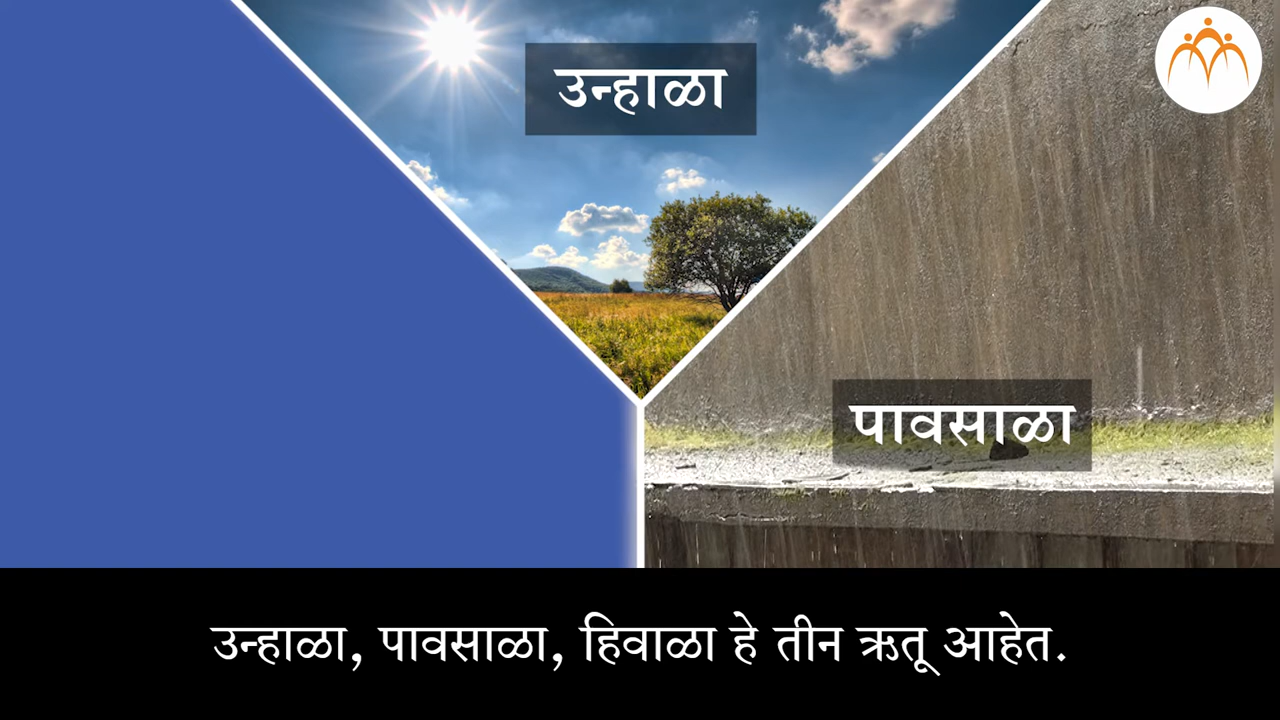 उन्हाळा
पावसाळा
उन्हाळा, पावसाळा, हिवाळा हे तीन ऋतू आहेत.